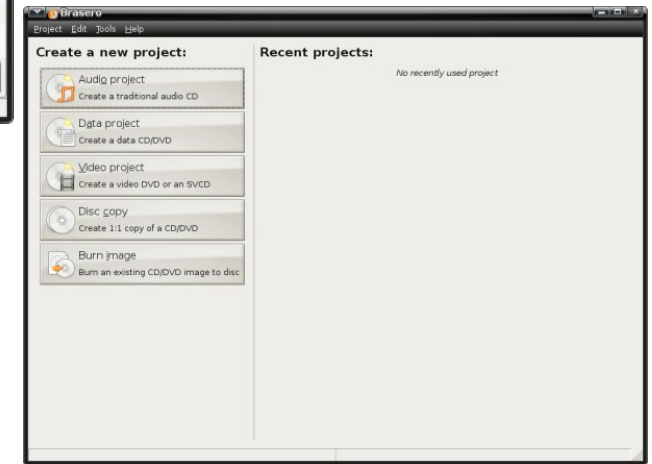 Brasero
Project Edit Tools Help
Create a new project:
Audio project
Create a traditional audio CD
Data project
Create a data CD/DVD
Video project
Create a video DVD or an SVCD
Disc copy
Create 1:1 copy of a CD/DVD
Burn image
Burn an existing CD/DVD image to disc
Recent projects:
No recently used project